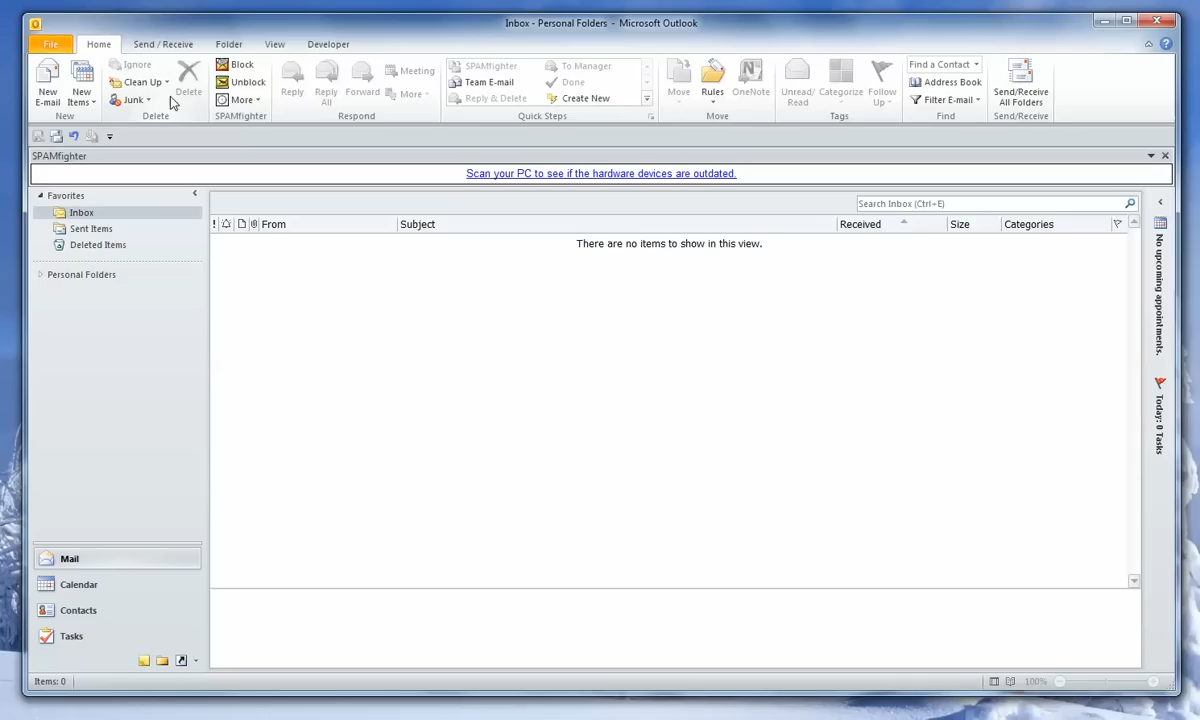 Inbox - Personal Folders - Microsoft Outlook
File Home Send / Receive Folder View Developer
New E-mail
New Items
New
Ignore
Clean Up
Junk
Delete
Delete
Block
Unblock
More
SPAMfighter
Reply
Reply All
Forward
Meeting
More
Respond
SPAMfighter
To Manager
Team E-mail
Done
Reply & Delete
Create New
Quick Steps
Move
Rules
OneNote
Move
Unread/ Read
Categorize
Follow Up
Tags
Find a Contact
Address Book
Filter E-mail
Find
Send/Receive All Folders
Send/Receive
SPAMfighter
Scan your PC to see if the hardware devices are outdated.
Favorites
Inbox
Sent Items
Deleted Items
Personal Folders
Search Inbox (Ctrl+E)
From Subject Received Size Categories
There are no items to show in this view.
No upcoming appointments.
Today: 0 Tasks
Mail
Calendar
Contacts
Tasks
Items: 0
100%